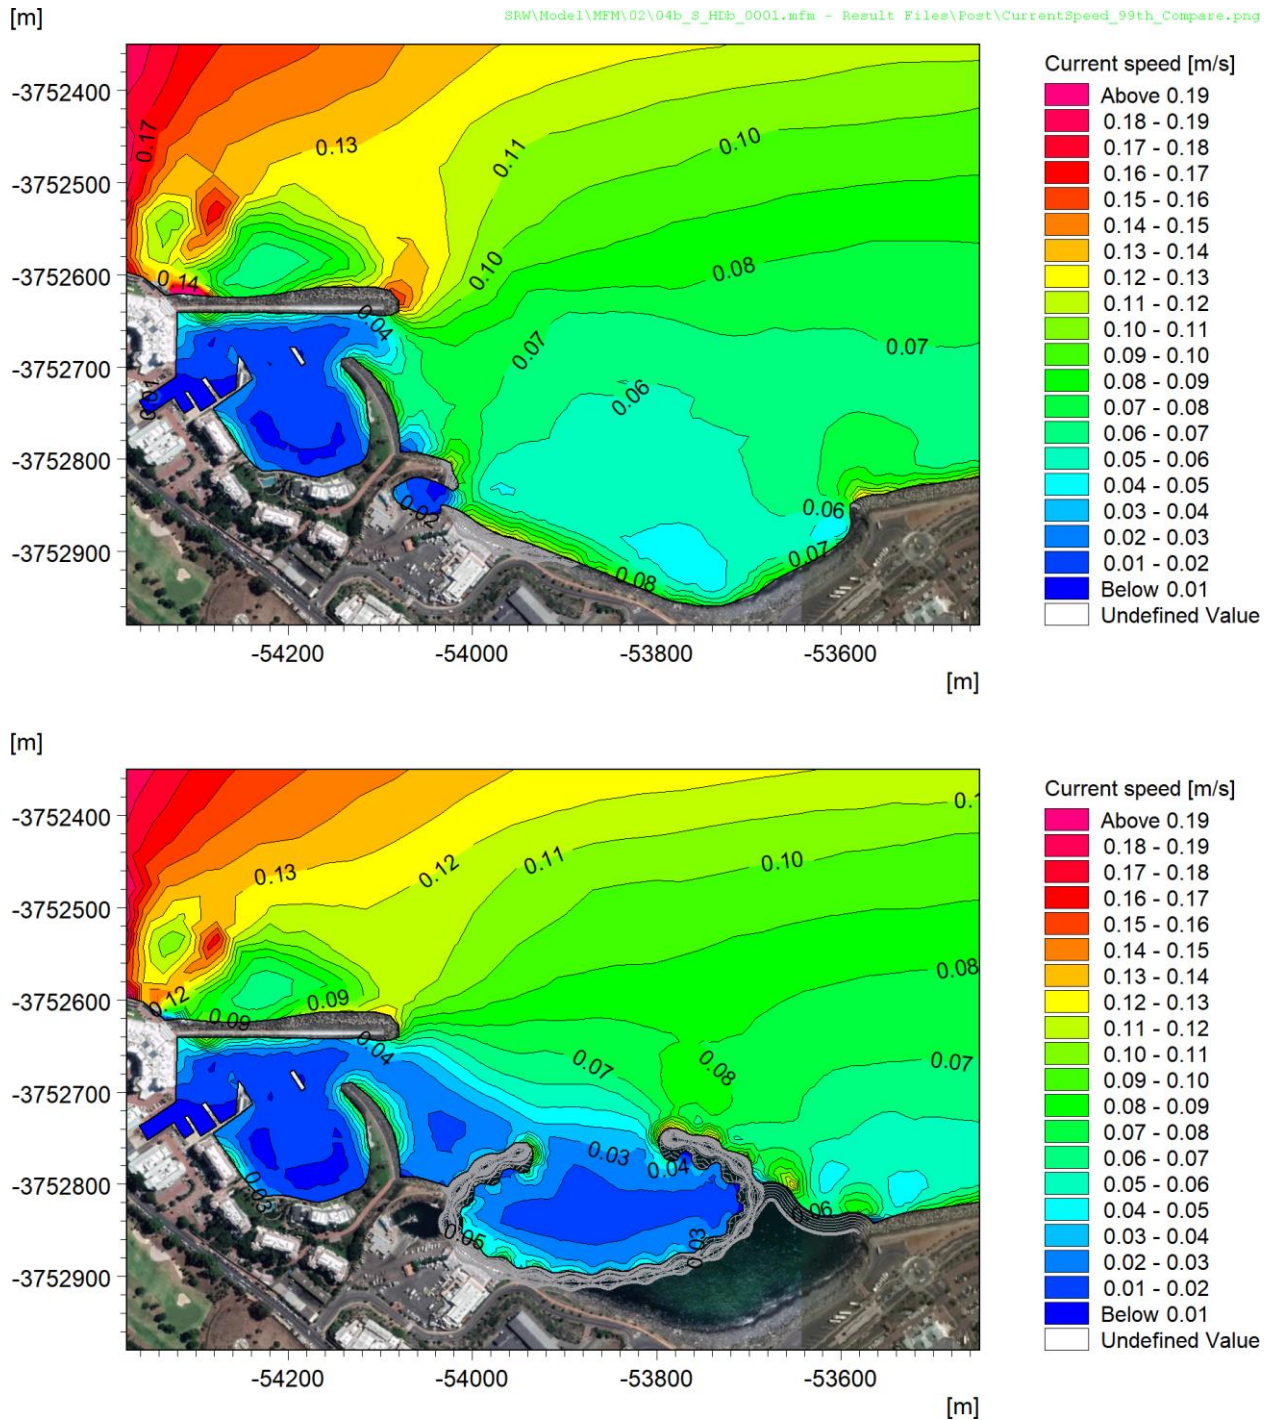 SRW\Model\MFM\02\04b_S_HDb_0001.mfm - Result Files\Post\CurrentSpeed_99th_Compare.png
[m]
Current speed [m/s]
Above 0.19
0.18 - 0.19
0.17 - 0.18
0.16 - 0.17
0.15 - 0.16
0.14 - 0.15
0.13 - 0.14
0.12 - 0.13
0.11 - 0.12
0.10 - 0.11
0.09 - 0.10
0.08 - 0.09
0.07 - 0.08
0.06 - 0.07
0.05 - 0.06
0.04 - 0.05
0.03 - 0.04
0.02 - 0.03
0.01 - 0.02
Below 0.01
Undefined Value
-3752400
-3752500
-3752600
-3752700
-3752800
-3752900
0.17
0.13
0.11
0.10
0.14
0.10
0.08
0.04
0.07
0.07
0.06
0.01
0.02
0.06
0.07
0.08
-54200
-54000
-53800
-53600
[m]
[m]
Current speed [m/s]
Above 0.19
0.18 - 0.19
0.17 - 0.18
0.16 - 0.17
0.15 - 0.16
0.14 - 0.15
0.13 - 0.14
0.12 - 0.13
0.11 - 0.12
0.10 - 0.11
0.09 - 0.10
0.08 - 0.09
0.07 - 0.08
0.06 - 0.07
0.05 - 0.06
0.04 - 0.05
0.03 - 0.04
0.02 - 0.03
0.01 - 0.02
Below 0.01
Undefined Value
-3752400
-3752500
-3752600
-3752700
-3752800
-3752900
0.13
0.12
0.11
0.10
0.12
0.09
0.09
0.08
0.04
0.07
0.08
0.07
0.03
0.04
0.03
0.06
0.05
0.03
-54200
-54000
-53800
-53600
[m]